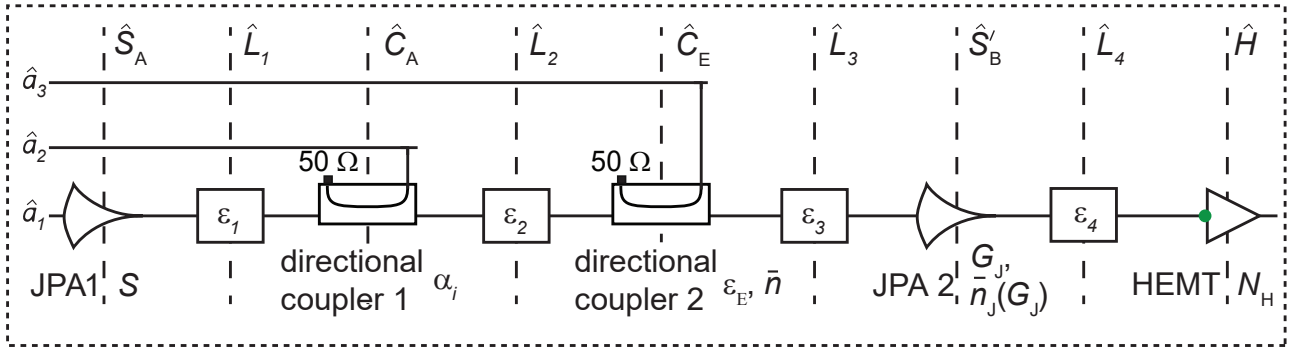 Ŝ_A L̂_1 Ĉ_A L̂_2 Ĉ_E L̂_3 Ŝ′_B L̂_4 Ĥ
â_3
â_2 50 Ω 50 Ω
â_1 ε_1 ε_2 ε_3 ε_4
JPA1 S directional coupler 1 α_i directional coupler 2 ε_E, n̄ JPA 2 G_J, n̄_J(G_J) HEMT N_H